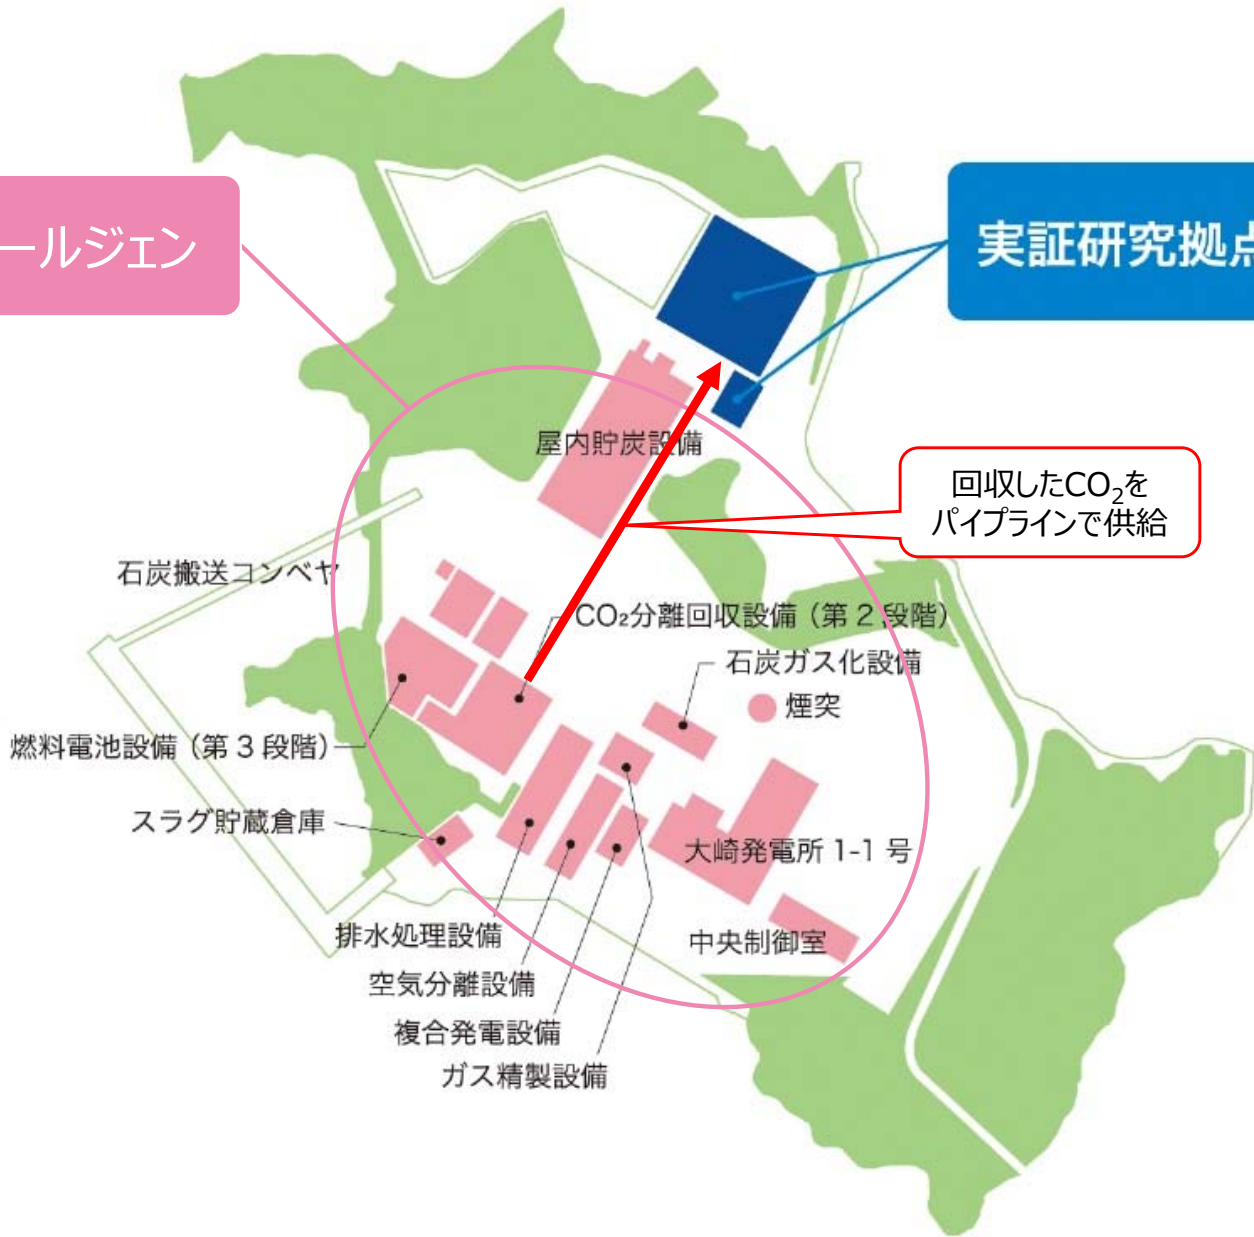 ールジェン
実証研究拠点
屋内貯炭設備
回収したCO₂を
パイプラインで供給
石炭搬送コンベヤ
CO₂分離回収設備（第２段階）
石炭ガス化設備
煙突
燃料電池設備（第３段階）
スラグ貯蔵倉庫
大崎発電所 1-1 号
排水処理設備
中央制御室
空気分離設備
複合発電設備
ガス精製設備